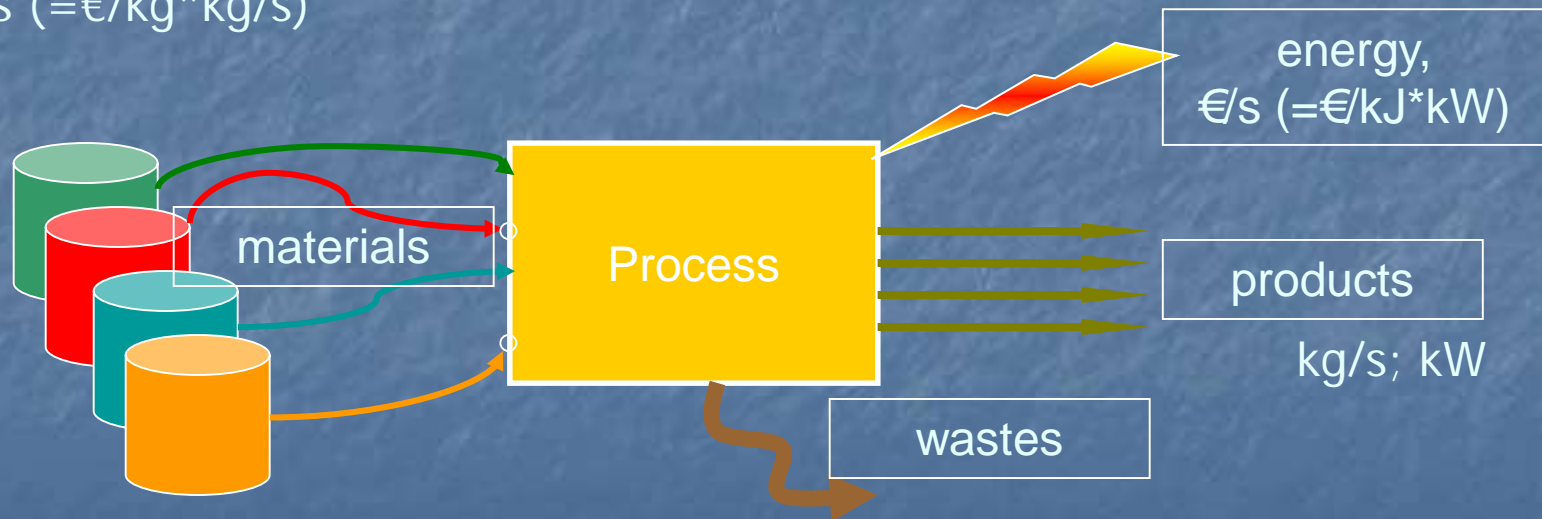 s (=€/kg*kg/s)
energy,
€/s (=€/kJ*kW)
materials
Process
products
kg/s; kW
wastes